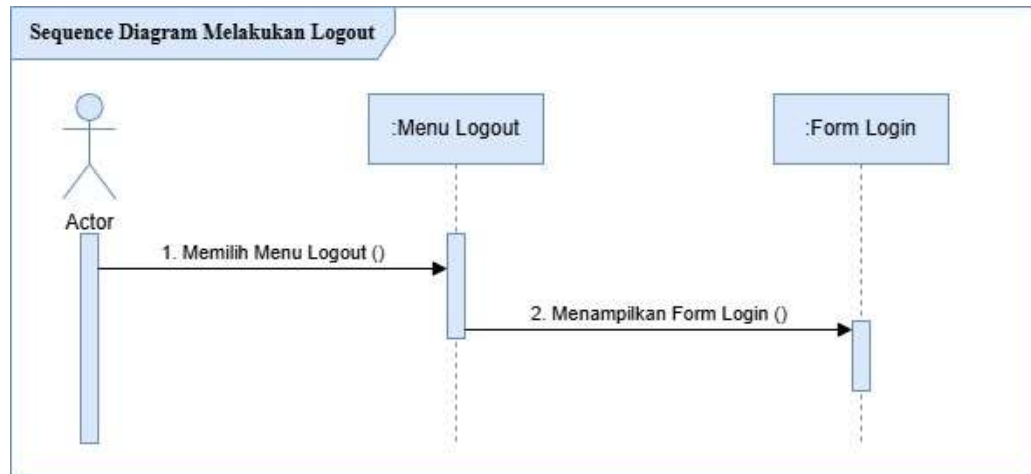 Sequence Diagram Melakukan Logout
:Menu Logout
:Form Login
Actor
1. Memilih Menu Logout ()
2. Menampilkan Form Login ()